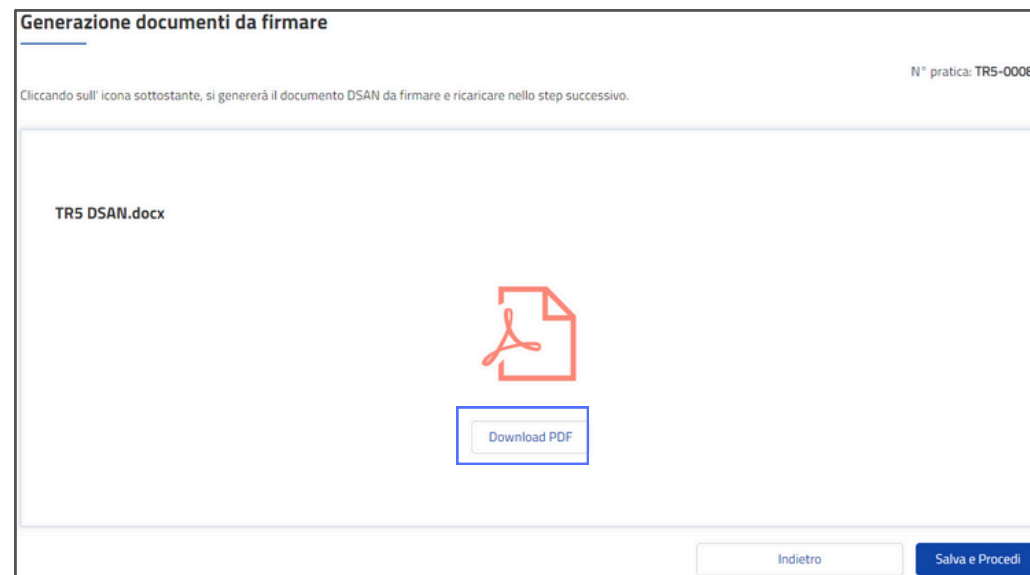 Generazione documenti da firmare
N° pratica: TR5-0008
Cliccando sull' icona sottostante, si genererà il documento DSAN da firmare e ricaricare nello step successivo.
TR5 DSAN.docx
Download PDF
Indietro
Salva e Procedi